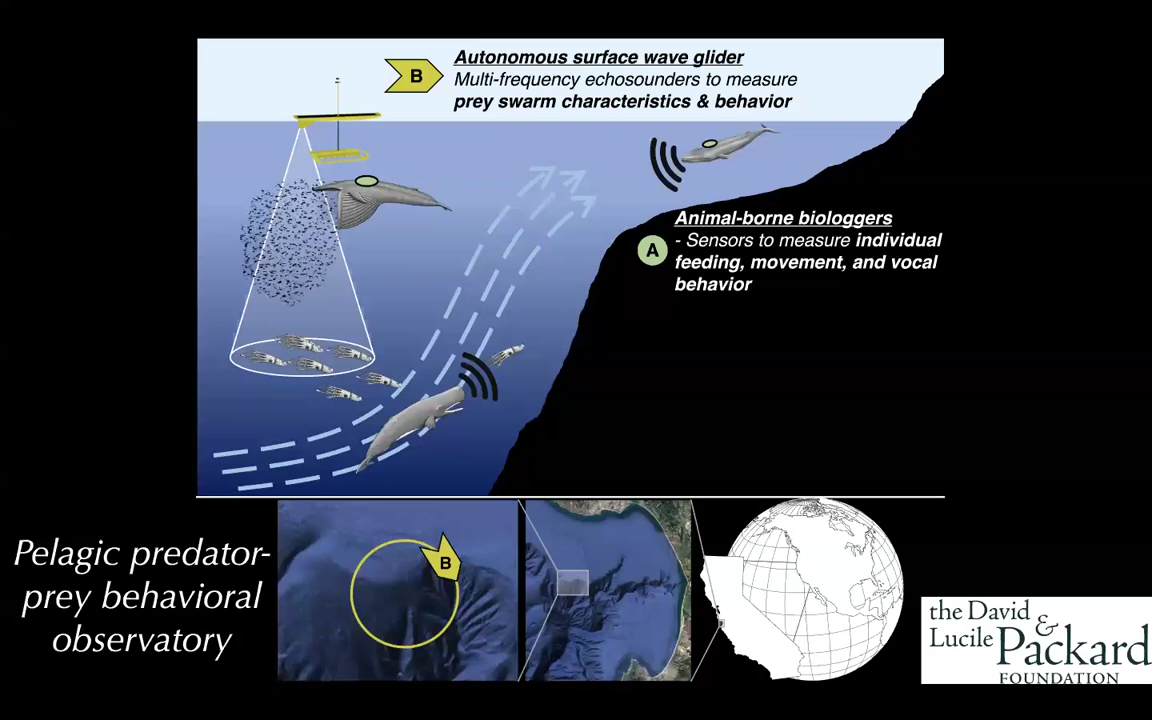 B
Autonomous surface wave glider
Multi-frequency echosounders to measure
prey swarm characteristics & behavior
Animal-borne biologgers
A
- Sensors to measure individual
feeding, movement, and vocal
behavior
Pelagic predator-
prey behavioral
observatory
B
the David
& Lucile
Packard
FOUNDATION